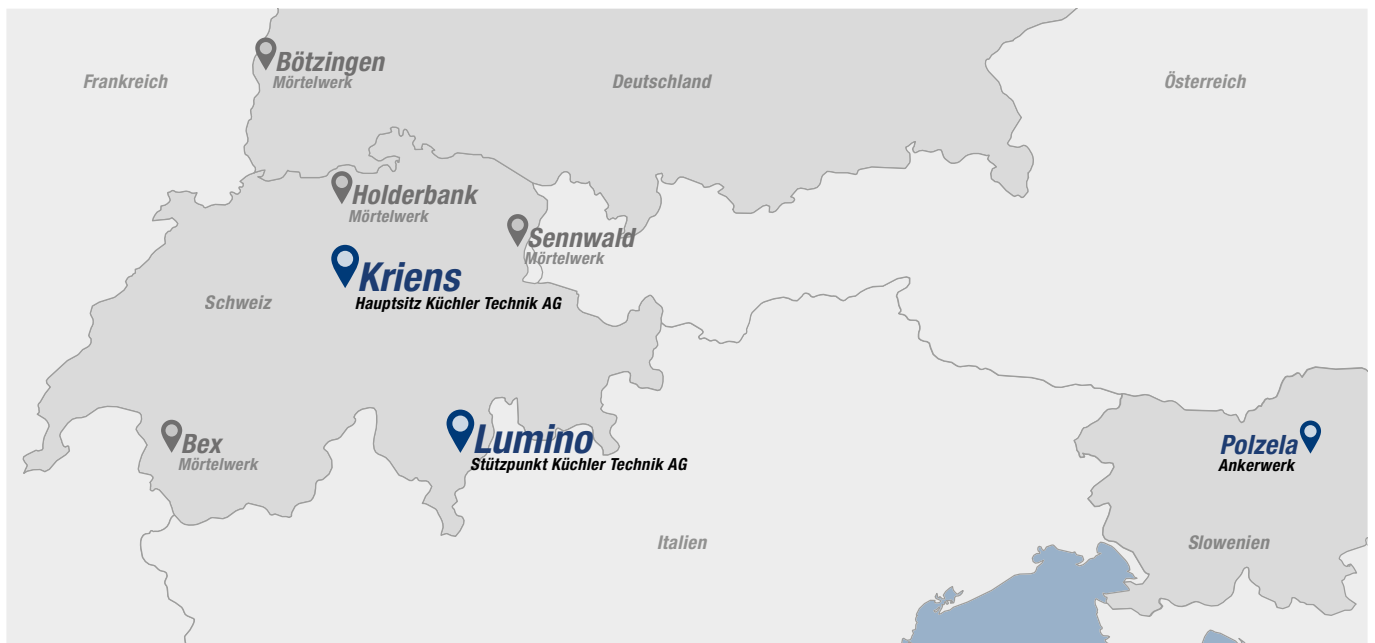 Bötzingen
Mörtelwerk
Frankreich
Deutschland
Österreich
Holderbank
Mörtelwerk
Sennwald
Mörtelwerk
Kriens
Hauptsitz Küchler Technik AG
Schweiz
Lumino
Stützpunkt Küchler Technik AG
Bex
Mörtelwerk
Polzela
Ankerwerk
Italien
Slowenien